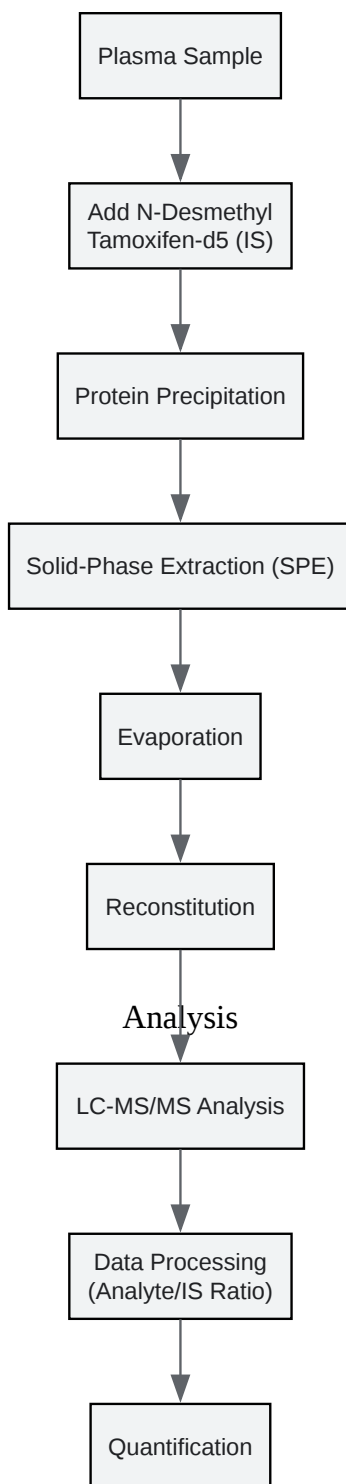 Plasma Sample
Add N-Desmethyl
Tamoxifen-d5 (IS)
Protein Precipitation
Solid-Phase Extraction (SPE)
Evaporation
Reconstitution
Analysis
LC-MS/MS Analysis
Data Processing
(Analyte/IS Ratio)
Quantification